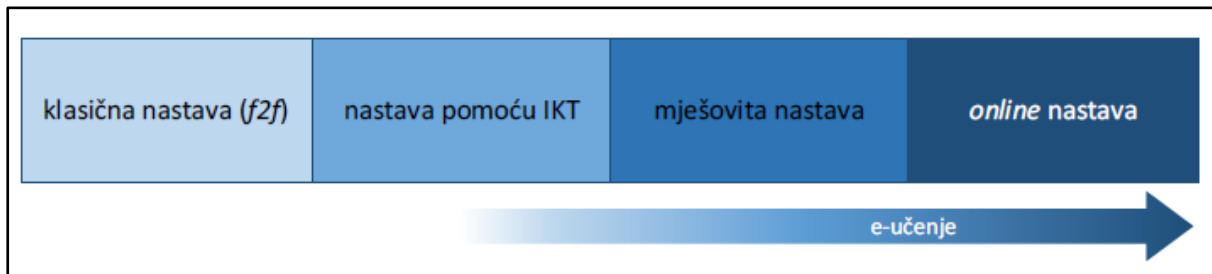 klasična nastava (f2f)
nastava pomoću IKT
mješovita nastava
online nastava
e-učenje